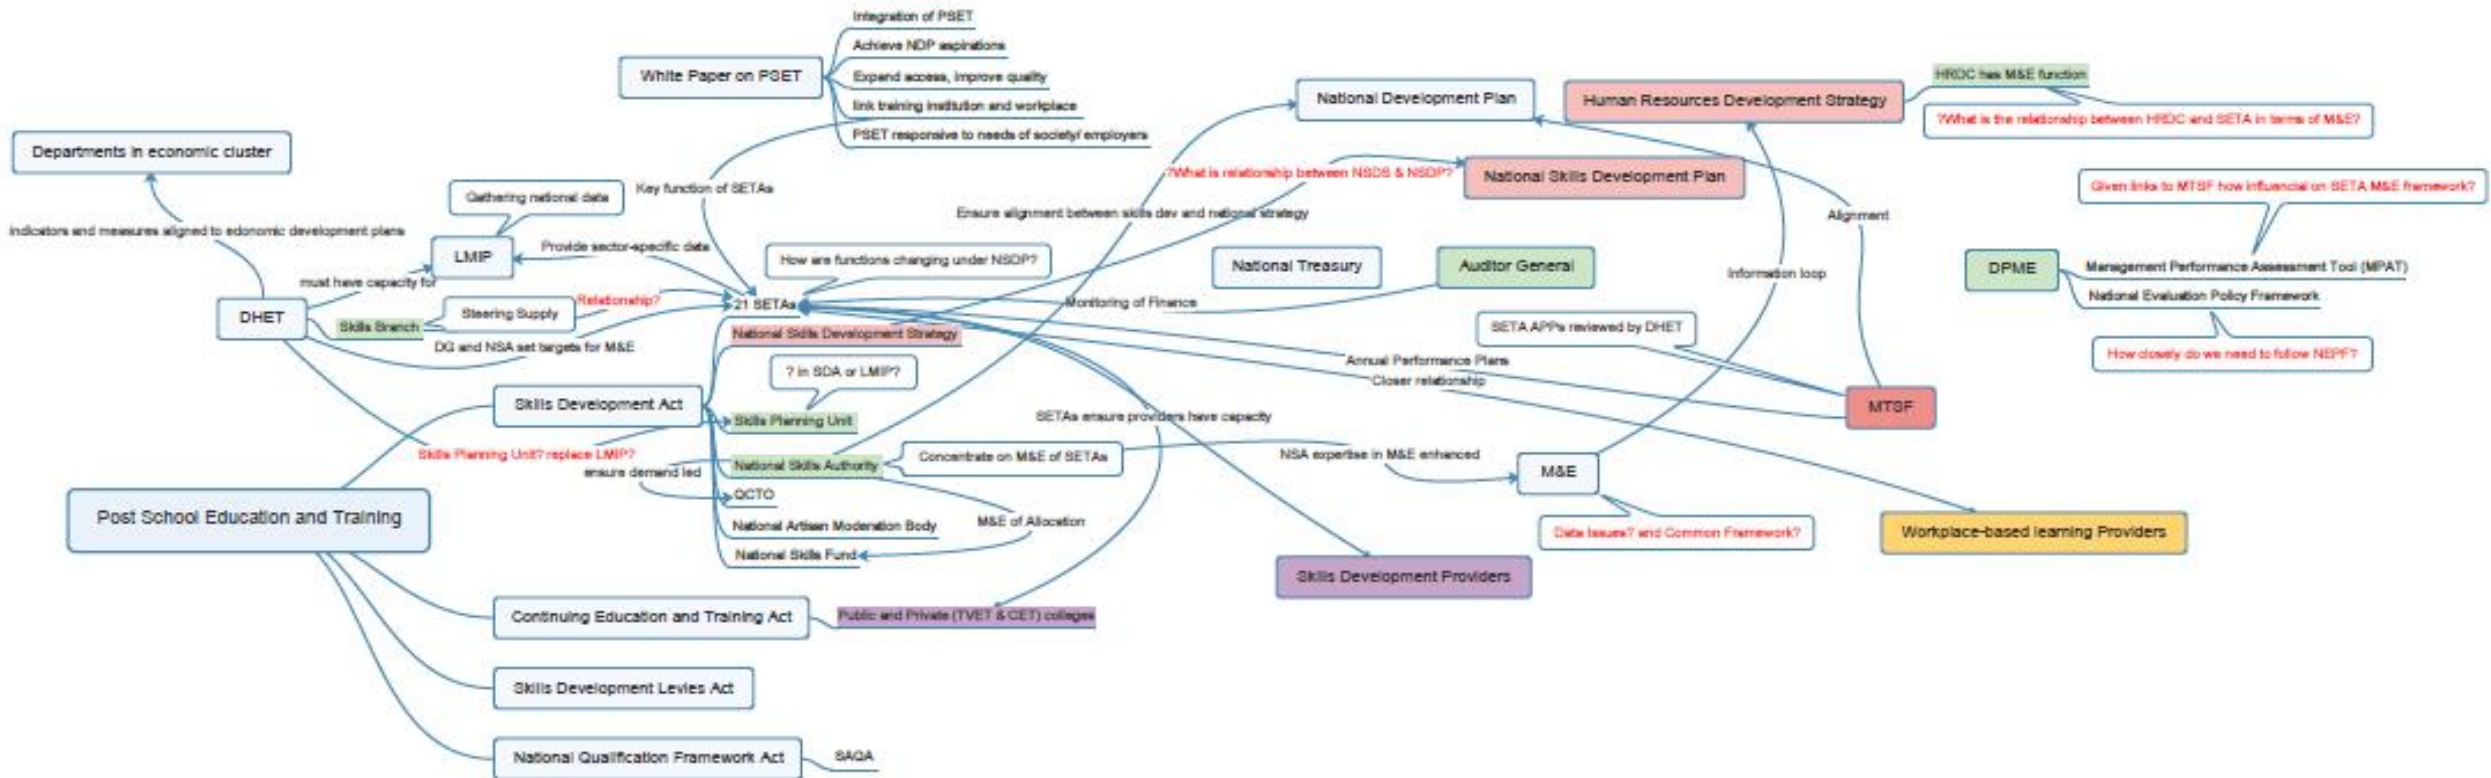 Integration of PSET
Achieve NDP aspirations
White Paper on PSET
Expand access, improve quality
link training institution and workplace
PSET responsive to needs of society/ employers
HRDC has M&E function
National Development Plan
Human Resources Development Strategy
?What is the relationship between HRDC and SETA in terms of M&E?
Departments in economic cluster
?What is relationship between NSDS & NSDP?
National Skills Development Plan
Given links to MTSF how influencial on SETA M&E framework?
Gathering national data
Key function of SETAs
Ensure alignment between skills dev and national strategy
Alignment
indicators and measures aligned to edonomic development plans
LMIP
Provide sector-specific data
How are functions changing under NSDP?
National Treasury
Auditor General
Information loop
DPME
Management Performance Assessment Tool (MPAT)
National Evaluation Policy Framework
must have capacity for
DHET
Skills Branch
Steering Supply
Relationship?
21 SETAs
Monitoring of Finance
National Skills Development Strategy
SETA APPs reviewed by DHET
DG and NSA set targets for M&E
How closely do we need to follow NEPF?
? in SDA or LMIP?
Annual Performance Plans
Closer relationship
Skills Development Act
MTSF
Skills Planning Unit
SETAs ensure providers have capacity
Skills Planning Unit? replace LMIP?
ensure demand led
National Skills Authority
Concentrate on M&E of SETAs
NSA expertise in M&E enhanced
M&E
QCTO
Post School Education and Training
National Artisan Moderation Body
M&E of Allocation
Data Issues? and Common Framework?
Workplace-based learning Providers
National Skills Fund
Skills Development Providers
Continuing Education and Training Act
Public and Private (TVET & CET) colleges
Skills Development Levies Act
National Qualification Framework Act
SAQA